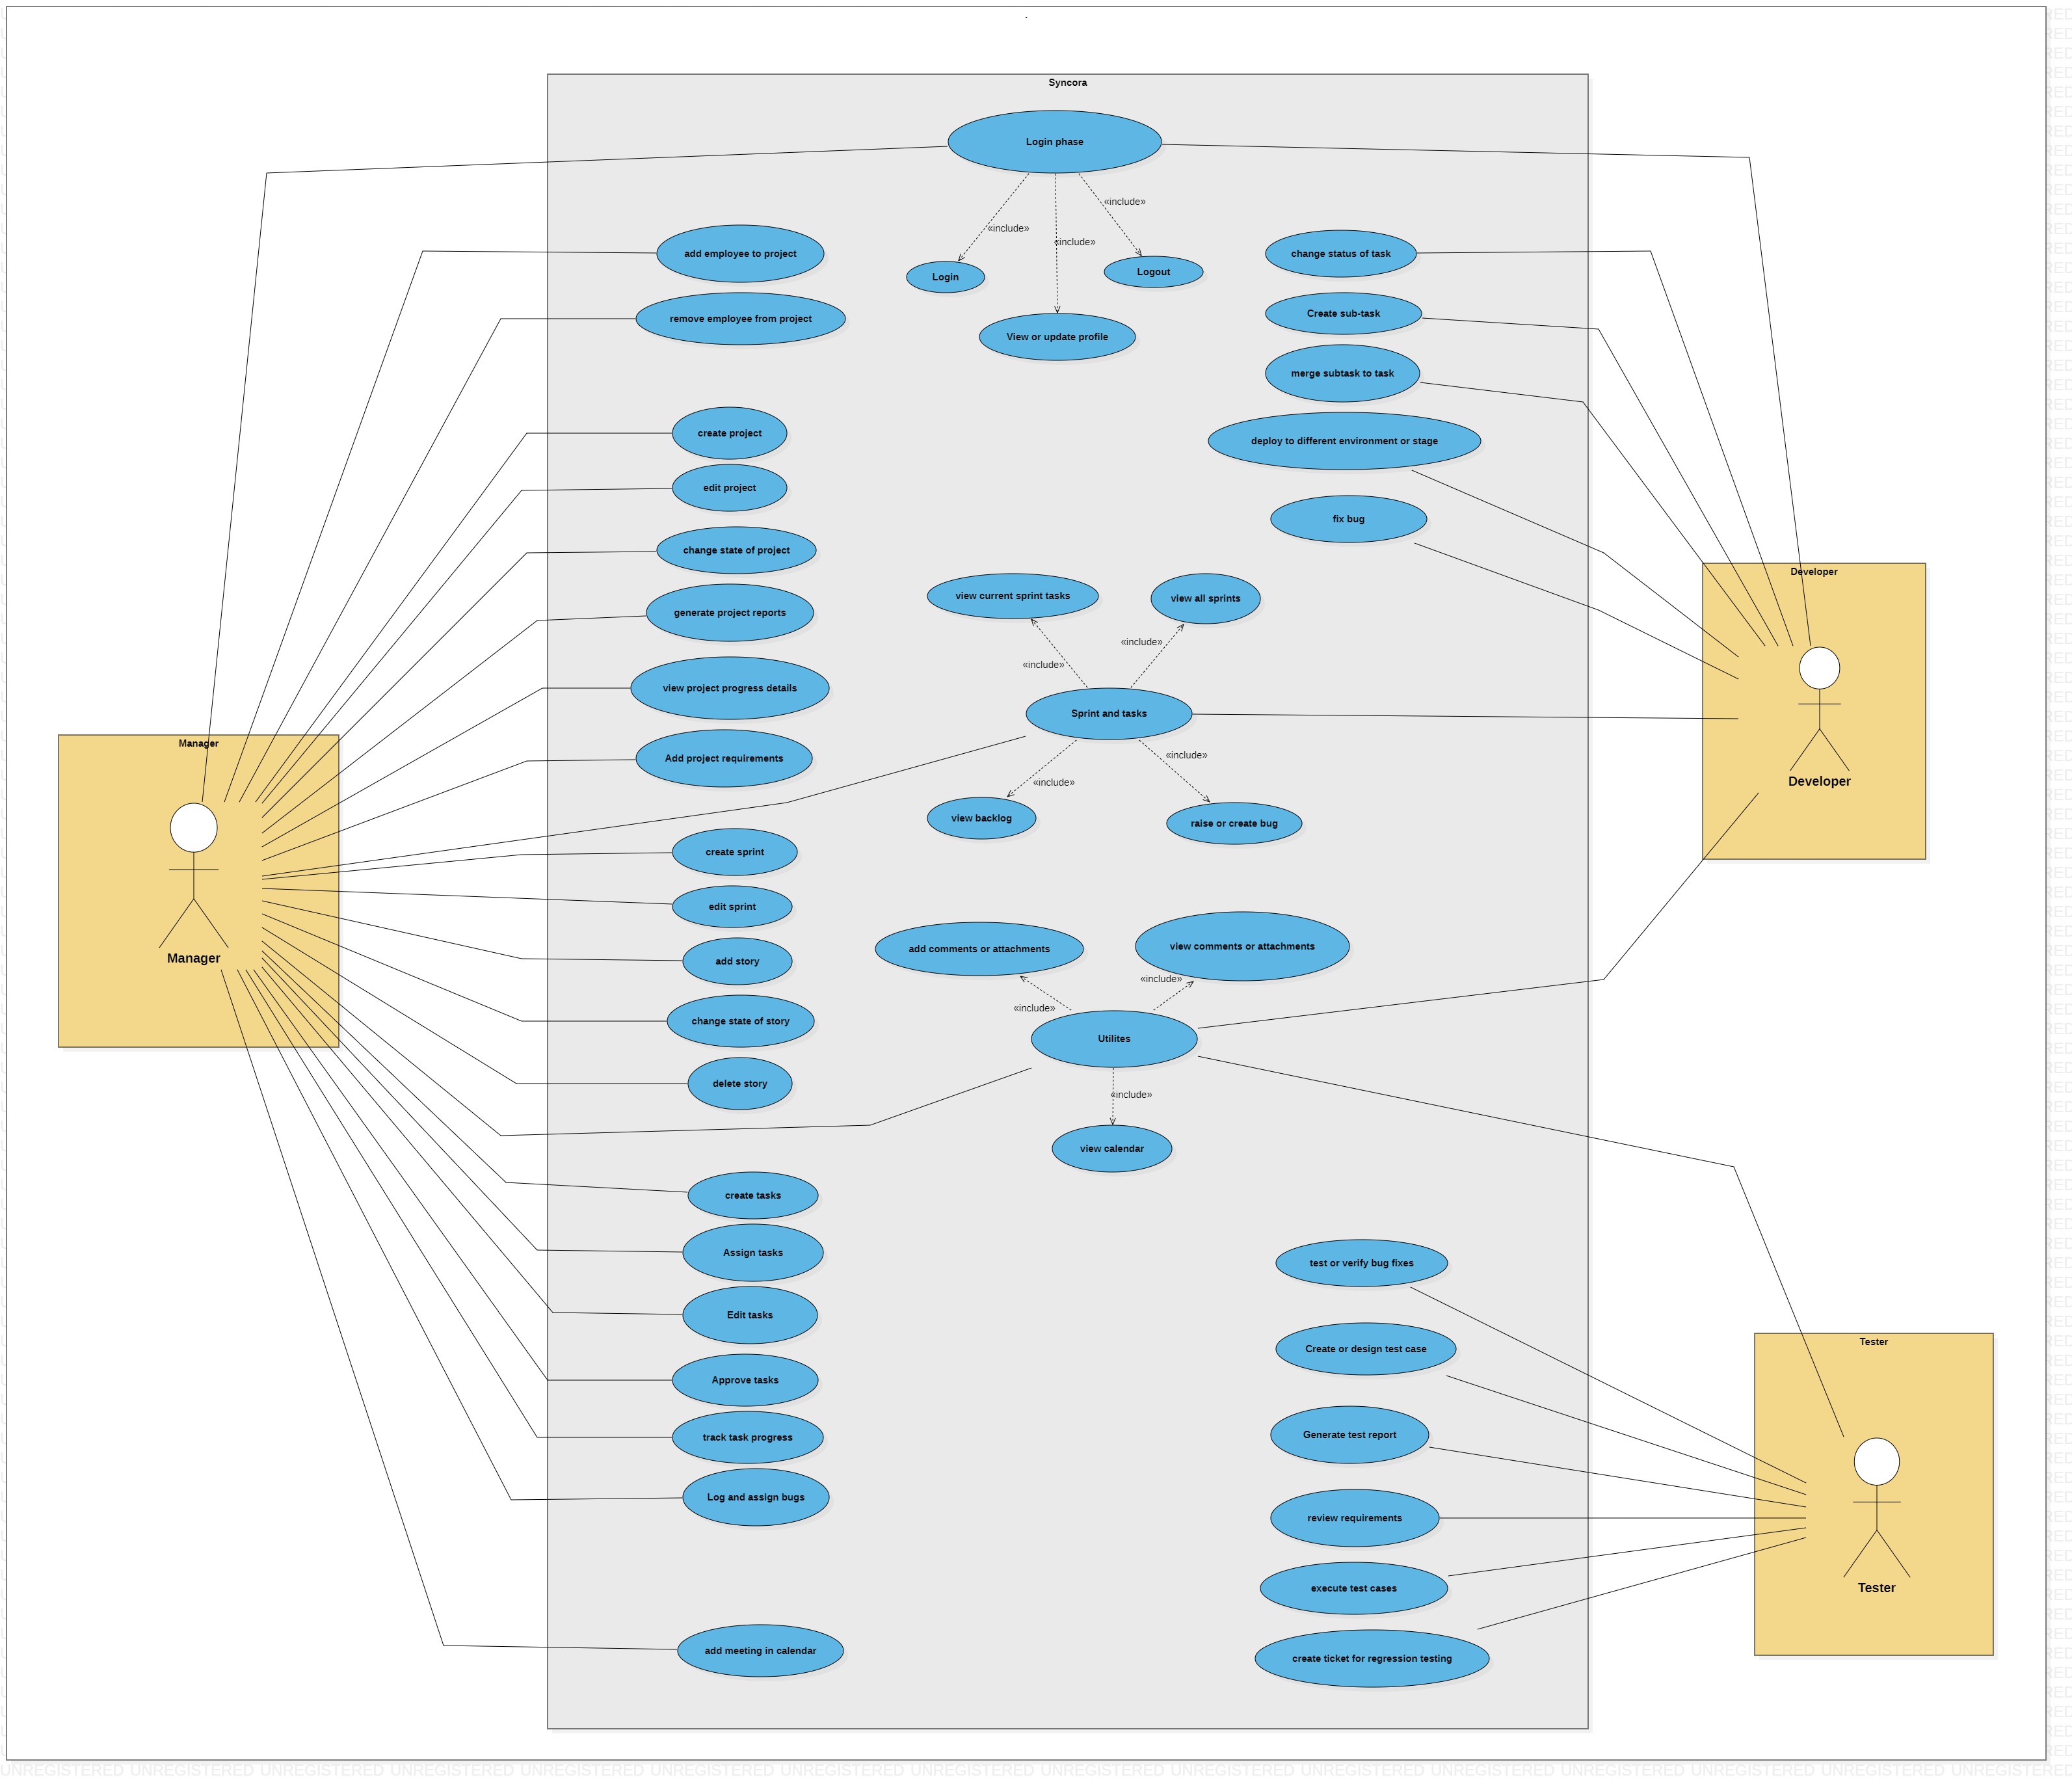 Syncora
Login phase
«include»
«include»
«include»
Login
Logout
View or update profile
add employee to project
remove employee from project
create project
edit project
change state of project
generate project reports
view project progress details
Add project requirements
create sprint
edit sprint
add story
change state of story
delete story
create tasks
Assign tasks
Edit tasks
Approve tasks
track task progress
Log and assign bugs
add meeting in calendar
change status of task
Create sub-task
merge subtask to task
deploy to different environment or stage
fix bug
view current sprint tasks
view all sprints
«include»
«include»
Sprint and tasks
«include»
«include»
view backlog
raise or create bug
add comments or attachments
view comments or attachments
«include»
«include»
Utilites
«include»
view calendar
test or verify bug fixes
Create or design test case
Generate test report
review requirements
execute test cases
create ticket for regression testing
Manager
Manager
Developer
Developer
Tester
Tester
UNREGISTERED UNREGISTERED UNREGISTERED UNREGISTERED UNREGISTERED UNREGISTERED UNREGISTERED UNREGISTERED UNREGISTERED UNREGISTERED UNREGISTERED UNREGISTERED UNREGISTERED UNREGISTERED UNREGISTERED